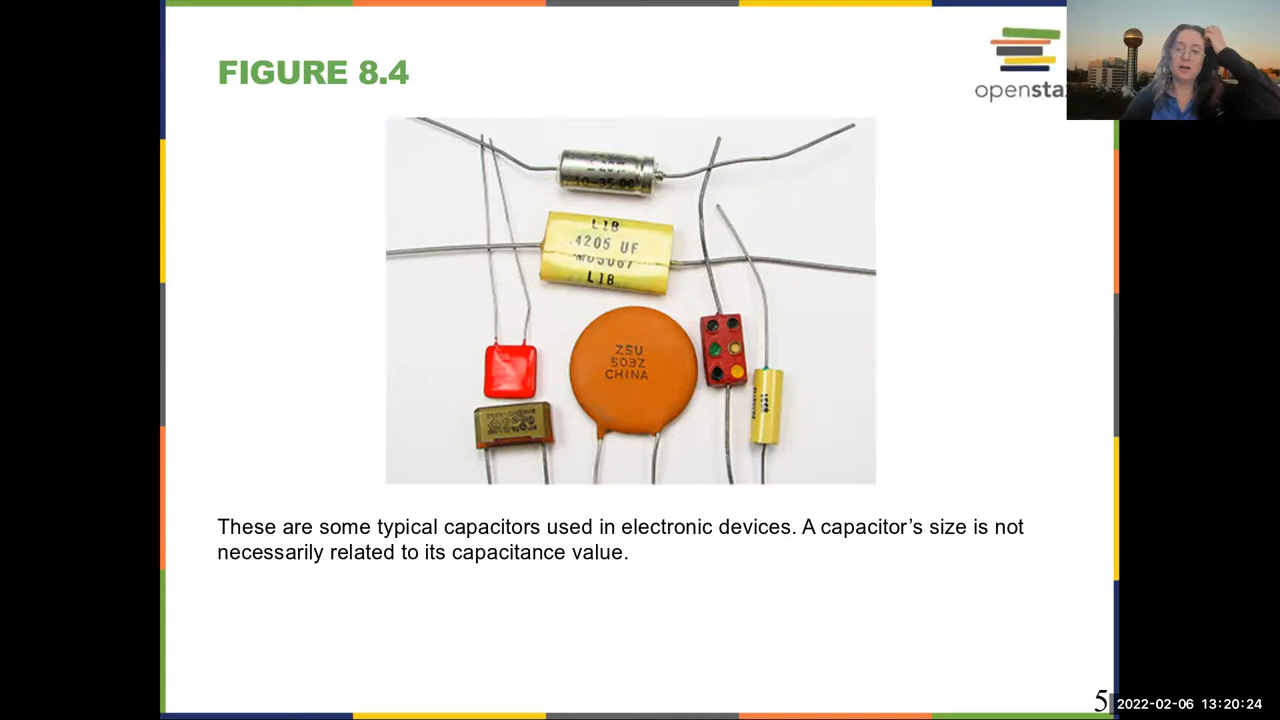 FIGURE 8.4
openstax
L1B
.4205 UF
MD5087
L1B
Z5U
503Z
CHINA
These are some typical capacitors used in electronic devices. A capacitor’s size is not
necessarily related to its capacitance value.
5
2022-02-06 13:20:24